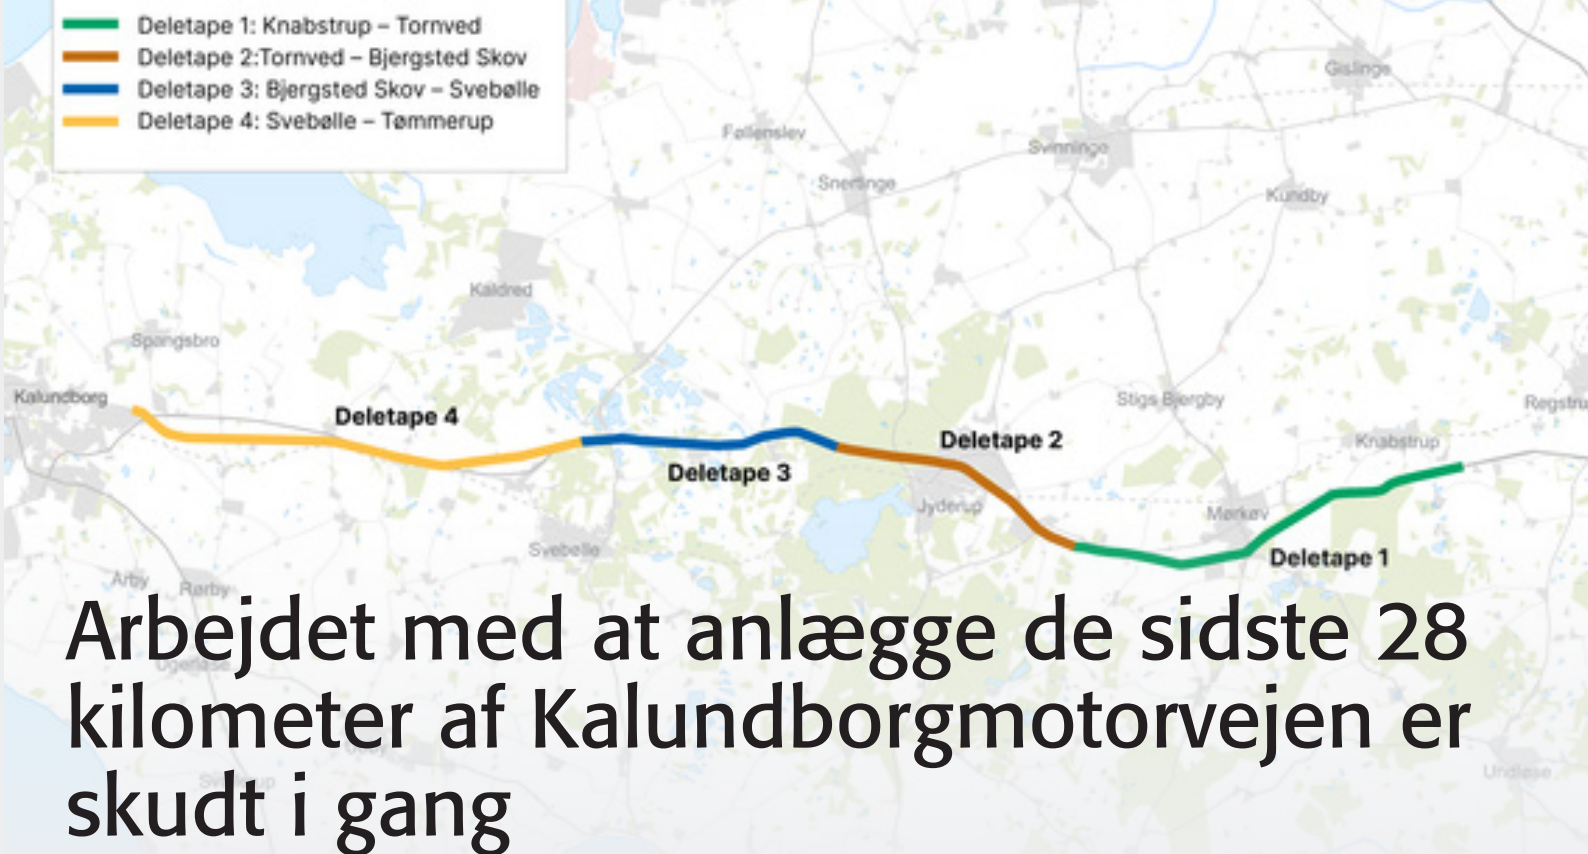 Deletape 1: Knabstrup – Tornved
Deletape 2:Tornved – Bjergsted Skov
Deletape 3: Bjergsted Skov – Svebølle
Deletape 4: Svebølle – Tømmerup
Gislinge
Føllenslev
Svinninge
Snertinge
Kundby
Kaldred
Spangsbro
Kalundborg
Stigs Bjergby
Regstru
Deletape 4
Deletape 2
Knabstrup
Deletape 3
Jyderup
Mørkøv
Svebølle
Deletape 1
Årby
Rørby
Arbejdet med at anlægge de sidste 28
Ugerløse
kilometer af Kalundborgmotorvejen er
Undløse
skudt i gang